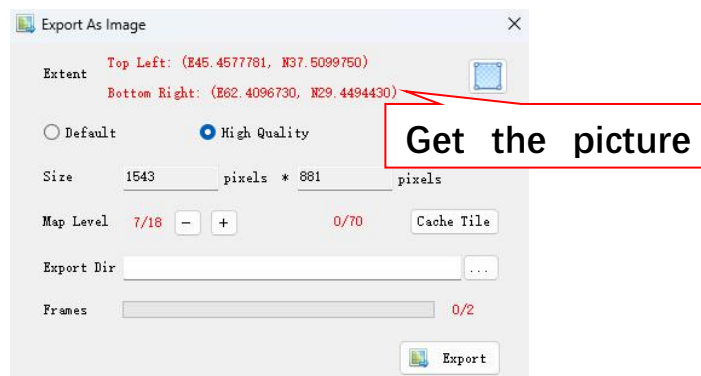 Export As Image
Top Left: (E45.4577781, N37.5099750)
Extent
Bottom Right: (E62.4096730, N29.4494430)
Default High Quality
Get the picture
Size 1543 pixels * 881 pixels
Map Level 7/18 - + 0/70 Cache Tile
Export Dir ...
Frames 0/2
Export